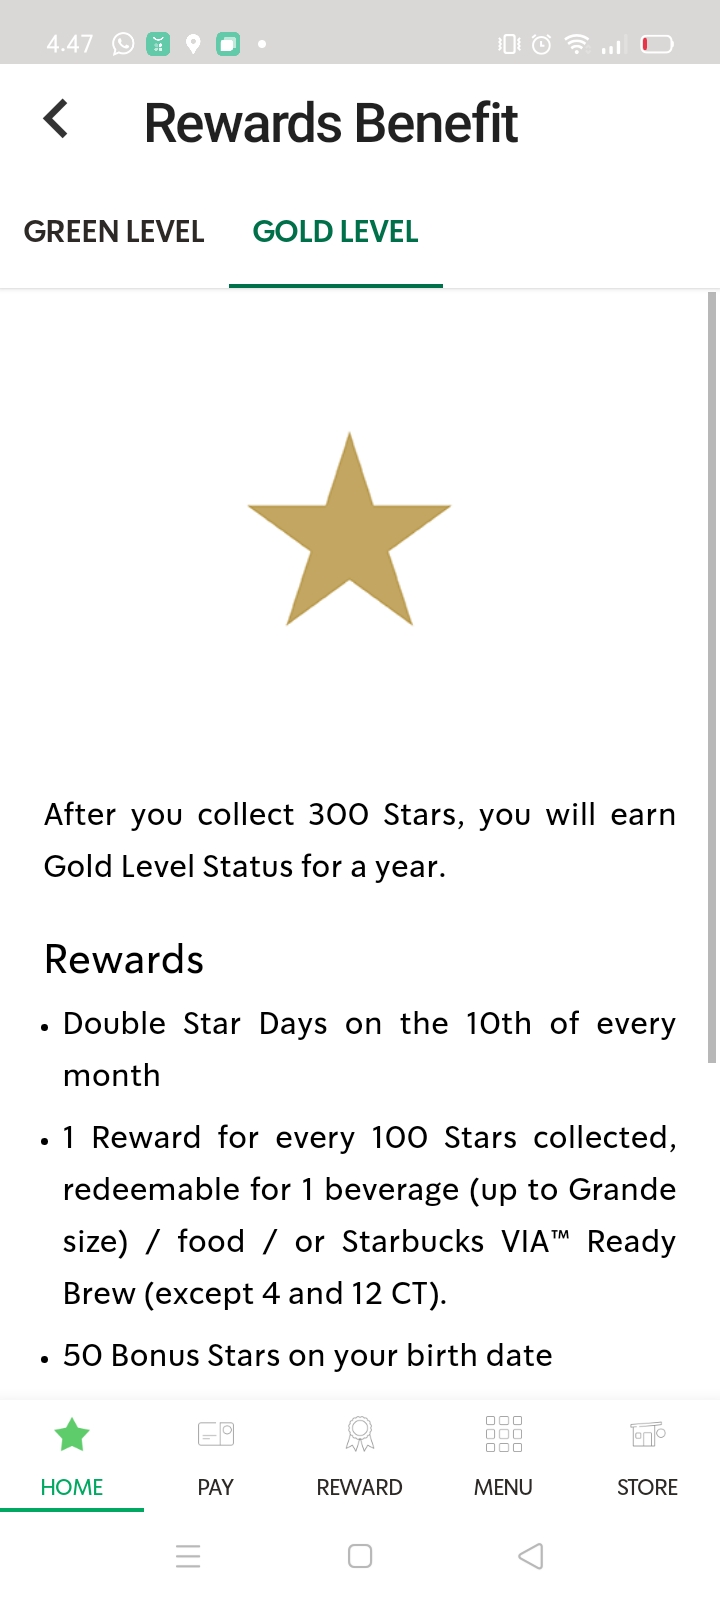 4.47
Rewards Benefit
GREEN LEVEL GOLD LEVEL
After you collect 300 Stars, you will earn
Gold Level Status for a year.
Rewards
• Double Star Days on the 10th of every
month
• 1 Reward for every 100 Stars collected,
redeemable for 1 beverage (up to Grande
size) / food / or Starbucks VIA™ Ready
Brew (except 4 and 12 CT).
• 50 Bonus Stars on your birth date
HOME PAY REWARD MENU STORE